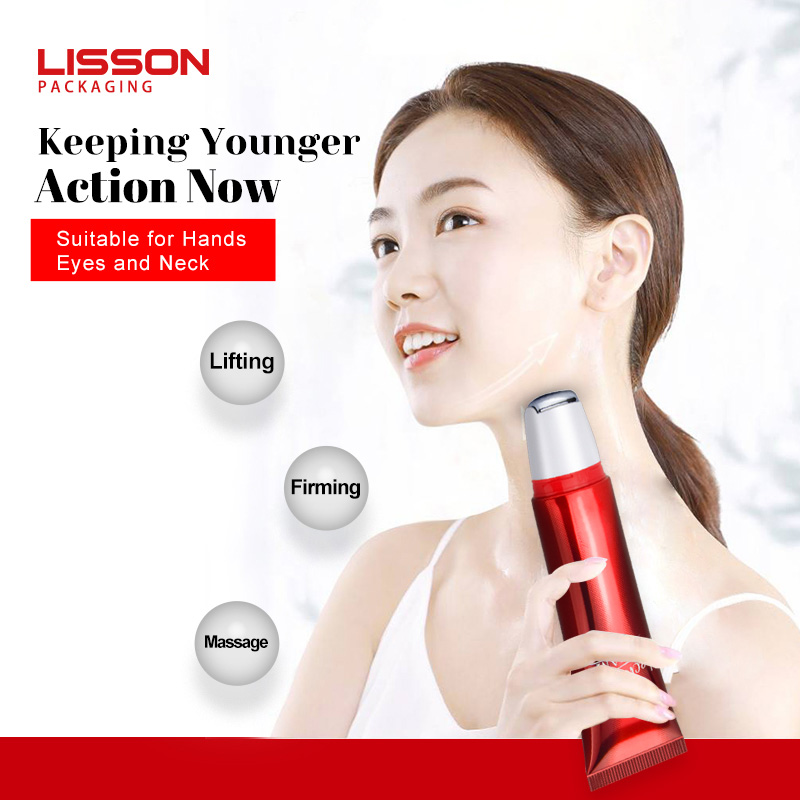 LISSON
PACKAGING
Keeping Younger
Action Now
Suitable for Hands
Eyes and Neck
Lifting
Firming
Massage